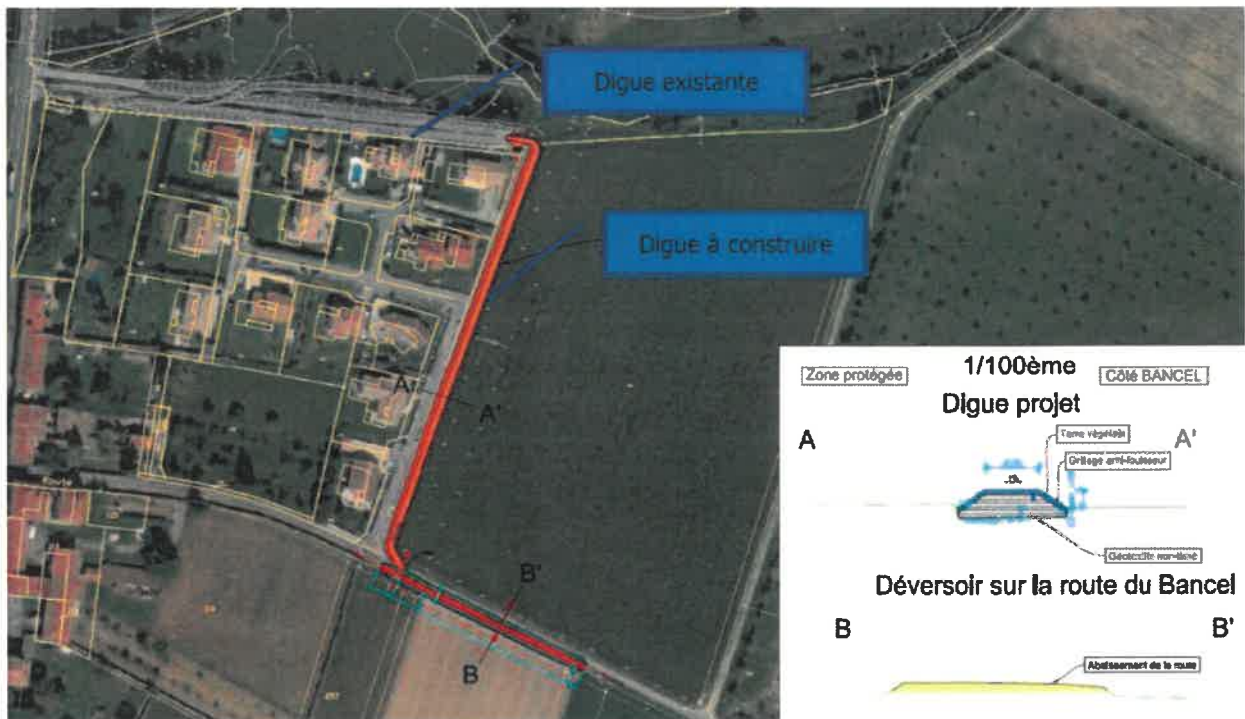 Digue existante
Digue à construire
A
A'
B'
B
Zone protégée
1/100ème
Côté BANCEL
Digue projet
A
A'
Terre végétale
Grillage anti-fouisseur
Géotextile non-tissé
Déversoir sur la route du Bancel
B
B'
Abaissement de la route